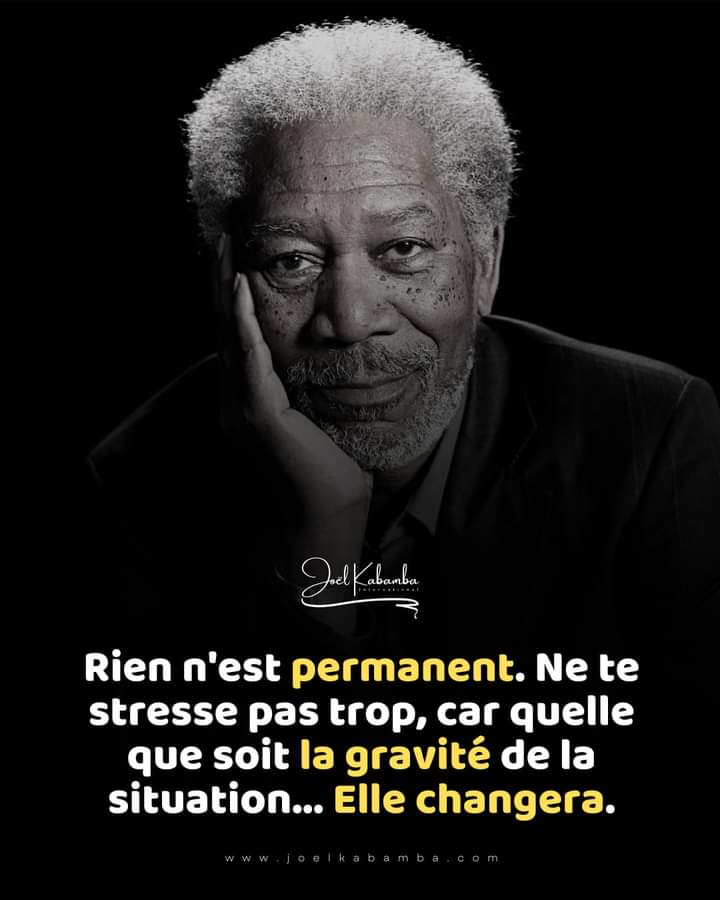 Joël Kabamba
International
Rien n'est permanent. Ne te
stresse pas trop, car quelle
que soit la gravité de la
situation... Elle changera.
www.joelkabamba.com